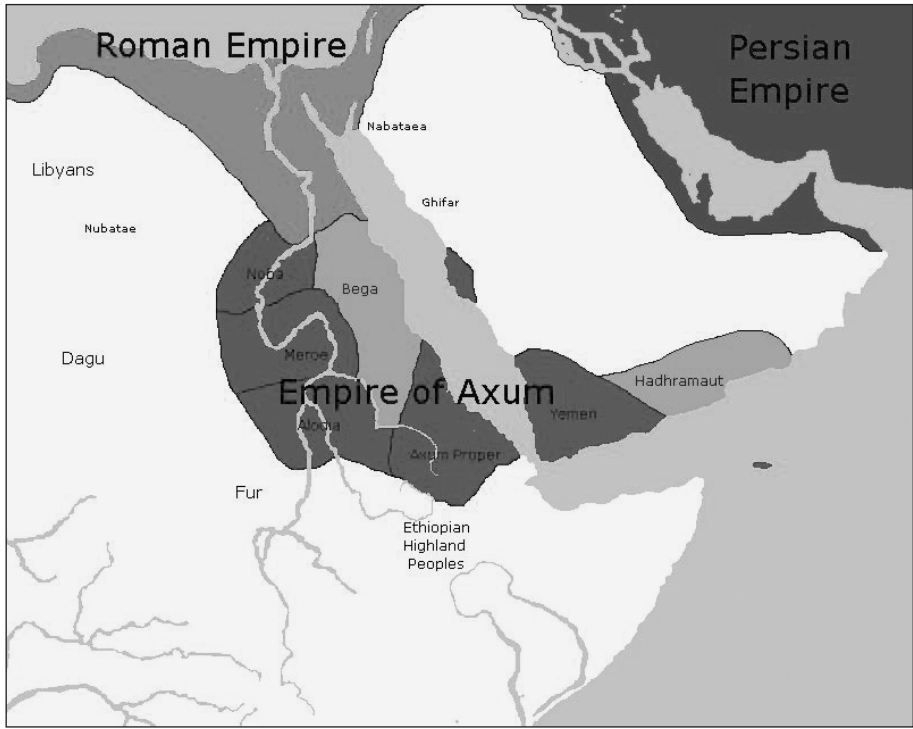 Roman Empire
Persian
Empire
Nabataea
Libyans
Ghifar
Nubatae
Noba
Bega
Dagu
Meroe
Hadhramaut
Empire of Axum
Yemen
Alodia
Axum Proper
Fur
Ethiopian
Highland
Peoples